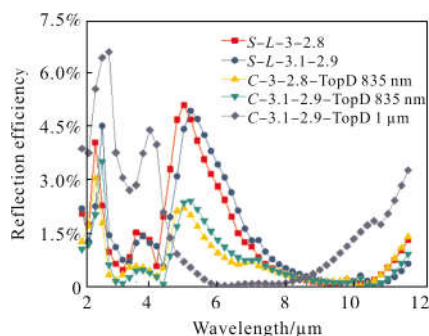 7.5%
6.0%
4.5%
3.0%
1.5%
0
Reflection efficiency
S-L-3-2.8
S-L-3.1-2.9
C-3-2.8-TopD 835 nm
C-3.1-2.9-TopD 835 nm
C-3.1-2.9-TopD 1 μm
2 2 4 6 8 10 12
Wavelength/μm